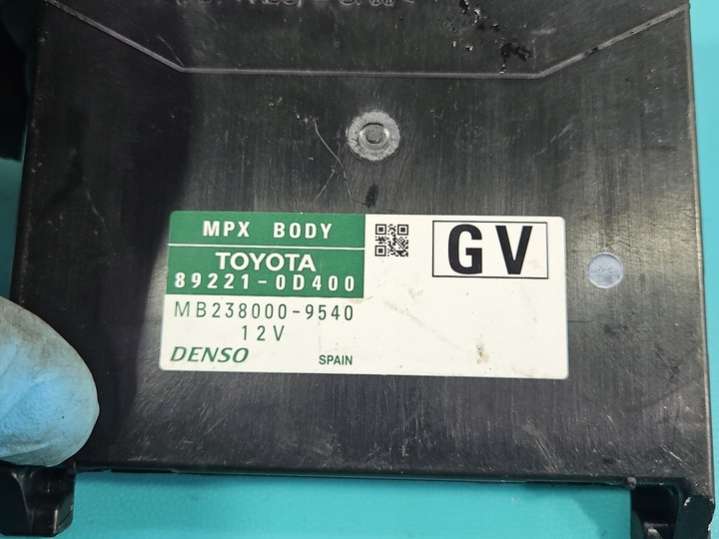 MPX BODY
TOYOTA
89221-0D400
GV
MB238000-9540
12V
DENSO
SPAIN